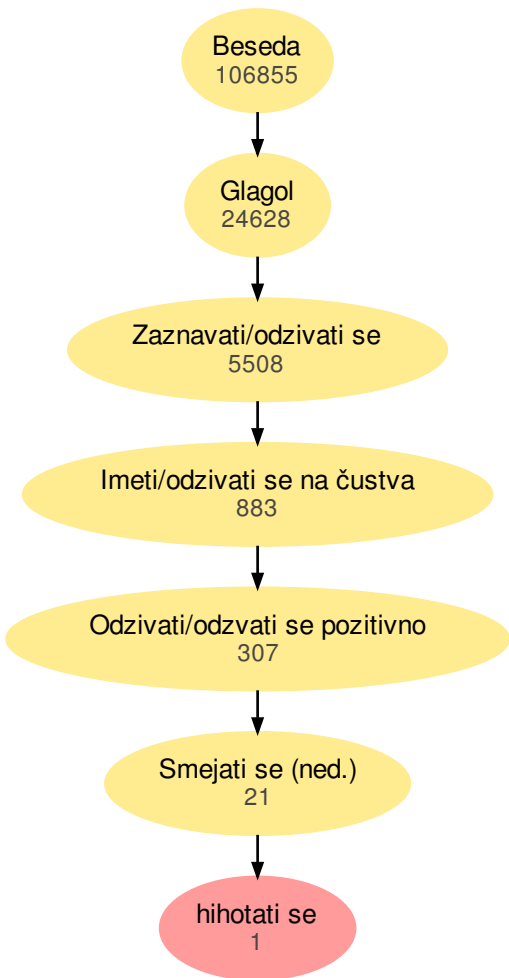 Beseda
106855
Glagol
24628
Zaznavati/odzivati se
5508
Imeti/odzivati se na čustva
883
Odzivati/odzvati se pozitivno
307
Smejati se (ned.)
21
hihotati se
1